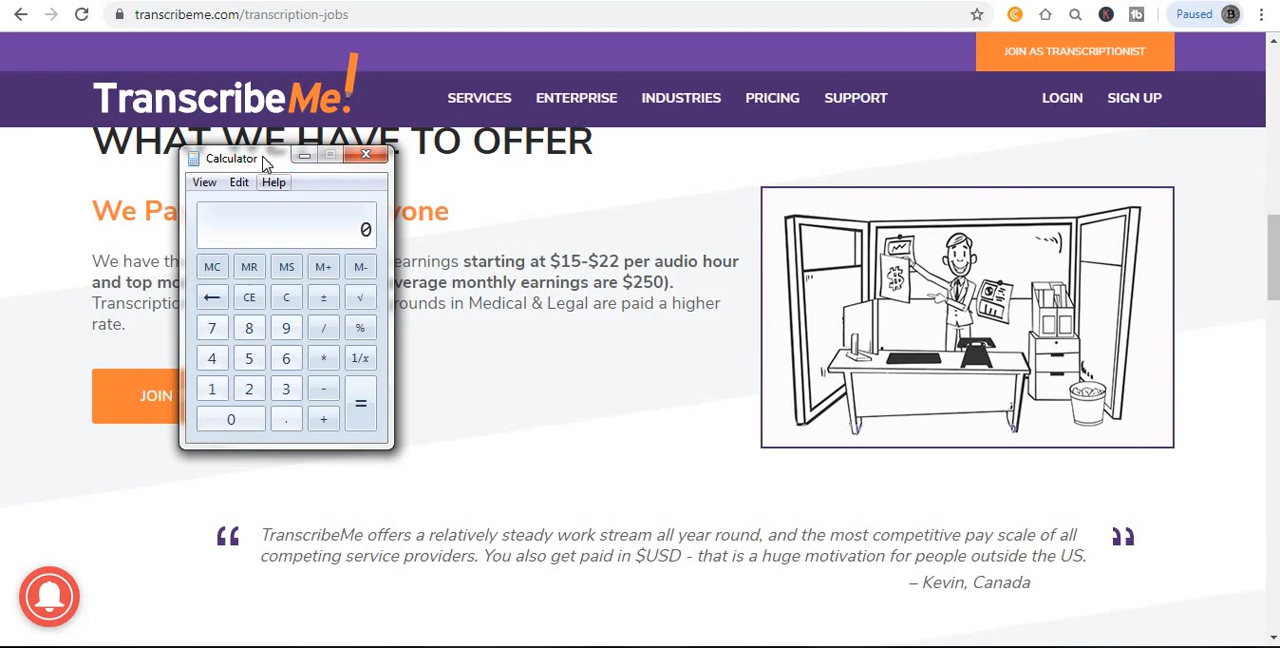 transcribeme.com/transcription-jobs
Paused
JOIN AS TRANSCRIPTIONIST
TranscribeMe!
SERVICES ENTERPRISE INDUSTRIES PRICING SUPPORT LOGIN SIGN UP
WHAT WE HAVE TO OFFER
Calculator
View Edit Help
0
MC MR MS M+ M-
← CE C ± √
7 8 9 / %
4 5 6 * 1/x
1 2 3 - =
0 . +
We Pa yone
We have th earnings starting at $15-$22 per audio hour
and top mo verage monthly earnings are $250).
Transcriptio rounds in Medical & Legal are paid a higher
rate.
JOIN
“ TranscribeMe offers a relatively steady work stream all year round, and the most competitive pay scale of all ”
competing service providers. You also get paid in $USD - that is a huge motivation for people outside the US.
– Kevin, Canada